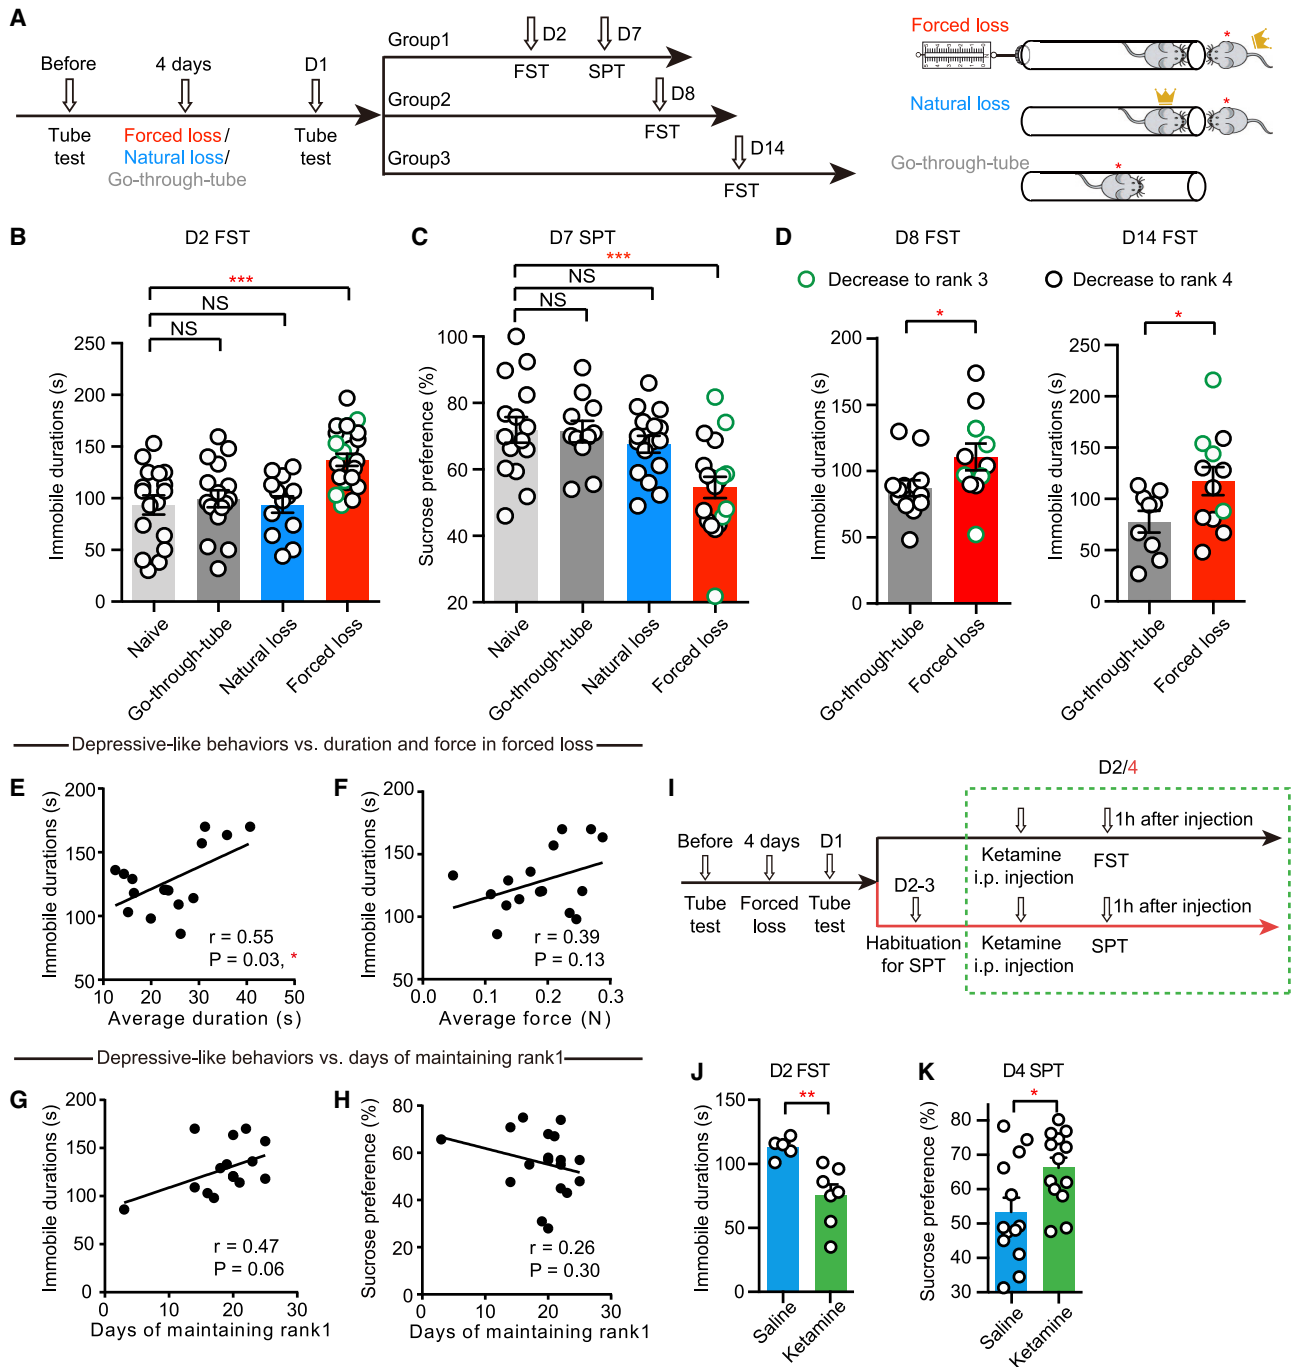 A
Before
4 days
D1
Tube
test
Forced loss/
Natural loss/
Go-through-tube
Tube
test
Group1
D2
D7
FST
SPT
Group2
D8
FST
Group3
D14
FST
Forced loss
*
Natural loss
*
Go-through-tube
*
B
D2 FST
***
NS
NS
Immobile durations (s)
250
200
150
100
50
0
Naive
Go-through-tube
Natural loss
Forced loss
C
D7 SPT
***
NS
NS
Sucrose preference (%)
100
80
60
40
20
Naive
Go-through-tube
Natural loss
Forced loss
D
D8 FST
D14 FST
Decrease to rank 3
Decrease to rank 4
*
Immobile durations (s)
200
150
100
50
0
Go-through-tube
Forced loss
*
Immobile durations (s)
250
200
150
100
50
0
Go-through-tube
Forced loss
Depressive-like behaviors vs. duration and force in forced loss
E
Immobile durations (s)
200
150
100
50
r = 0.55
P = 0.03, *
10
20
30
40
50
Average duration (s)
F
Immobile durations (s)
200
150
100
50
r = 0.39
P = 0.13
0.0
0.1
0.2
0.3
Average force (N)
Depressive-like behaviors vs. days of maintaining rank1
G
Immobile durations (s)
200
150
100
50
0
r = 0.47
P = 0.06
0
10
20
30
Days of maintaining rank1
H
Sucrose preference (%)
80
60
40
20
0
r = 0.26
P = 0.30
0
10
20
30
Days of maintaining rank1
I
D2/4
Before
4 days
D1
Tube
test
Forced
loss
Tube
test
1h after injection
Ketamine
i.p. injection
FST
D2-3
Habituation
for SPT
1h after injection
Ketamine
i.p. injection
SPT
J
D2 FST
**
Immobile durations (s)
150
100
50
0
Saline
Ketamine
K
D4 SPT
*
Sucrose preference (%)
80
70
60
50
40
30
Saline
Ketamine